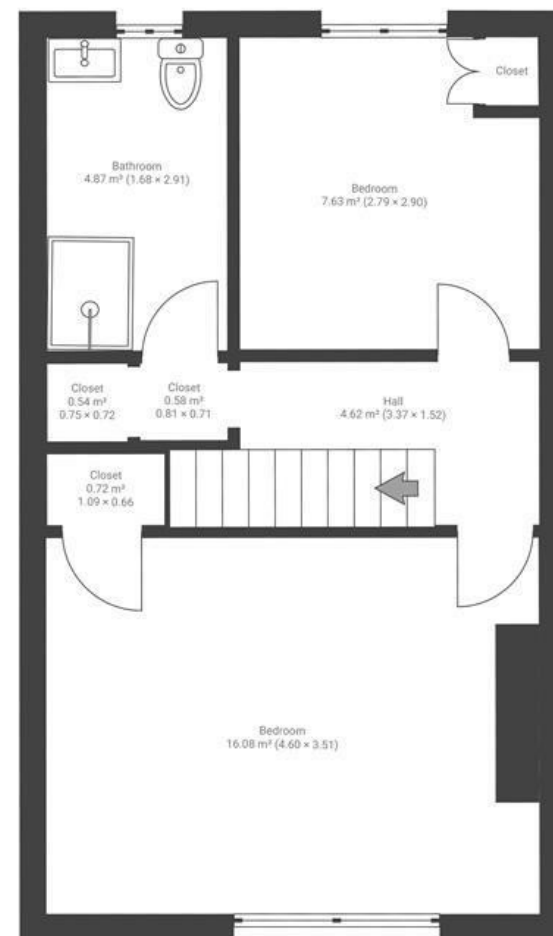 Closet
Bathroom
4.87 m² (1.68 × 2.91)
Bedroom
7.63 m² (2.79 × 2.90)
Closet
0.54 m²
0.75 × 0.72
Closet
0.58 m²
0.81 × 0.71
Hall
4.62 m² (3.37 × 1.52)
Closet
0.72 m²
1.09 × 0.66
Bedroom
16.08 m² (4.60 × 3.51)